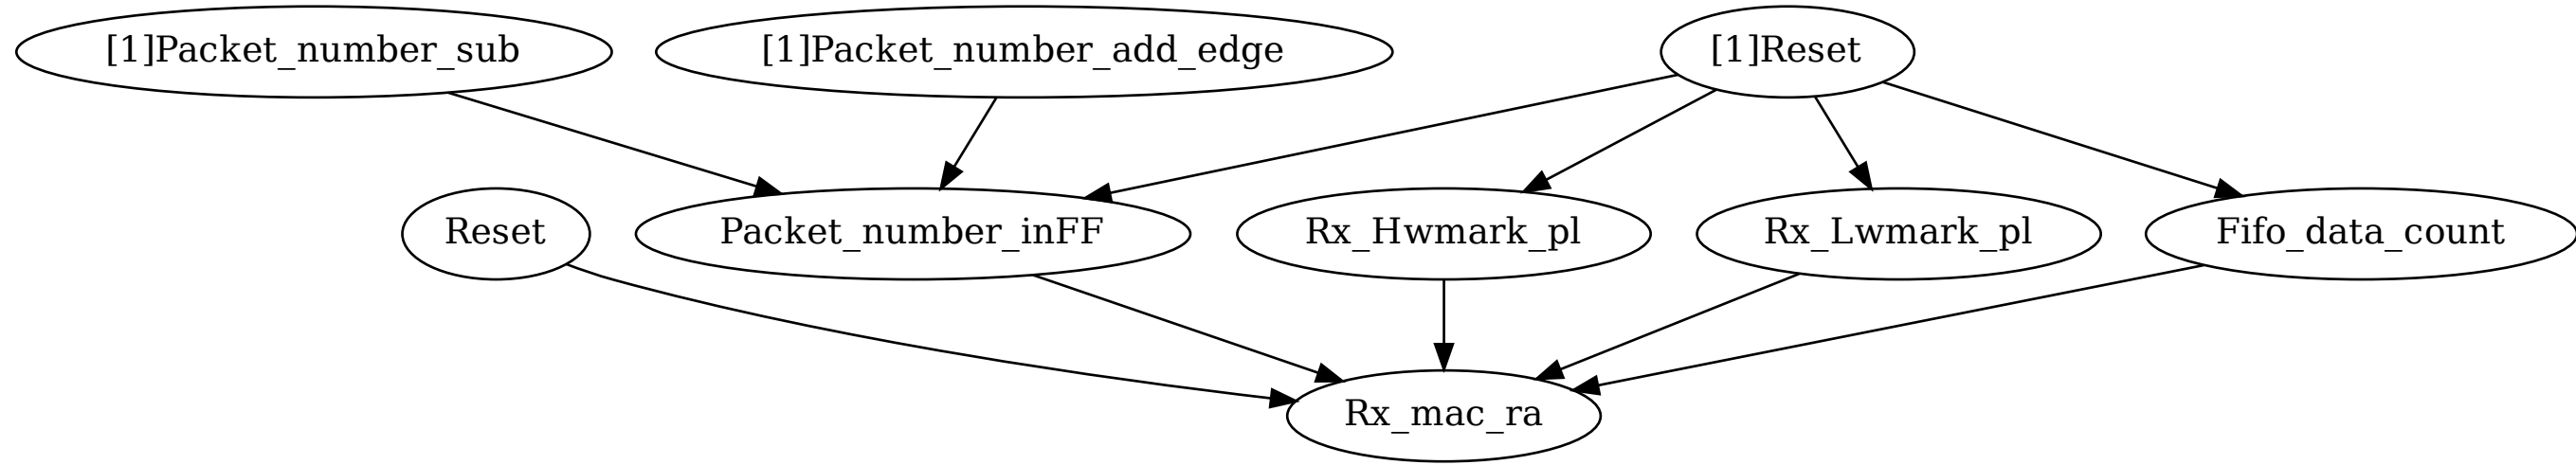 [1]Packet_number_sub
[1]Packet_number_add_edge
[1]Reset
Reset
Packet_number_inFF
Rx_Hwmark_pl
Rx_Lwmark_pl
Fifo_data_count
Rx_mac_ra